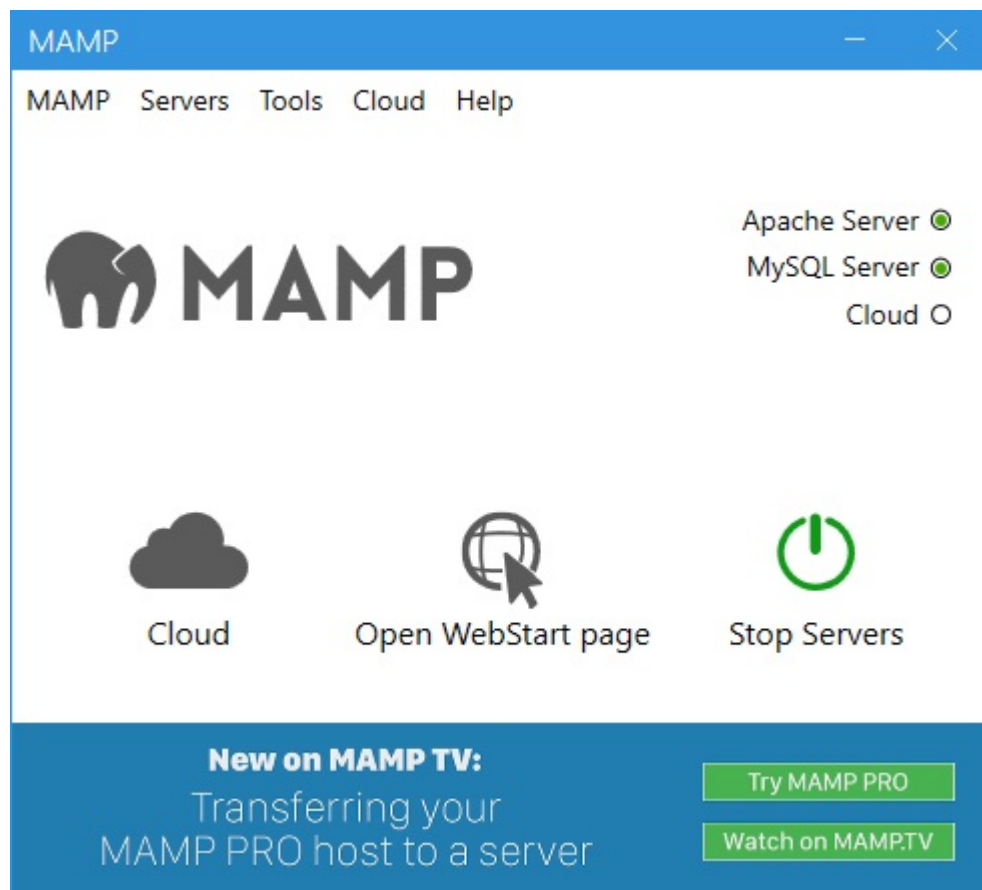 MAMP
MAMP Servers Tools Cloud Help
MAMP
Apache Server
MySQL Server
Cloud
Cloud
Open WebStart page
Stop Servers
New on MAMP TV:
Transferring your
MAMP PRO host to a server
Try MAMP PRO
Watch on MAMP.TV